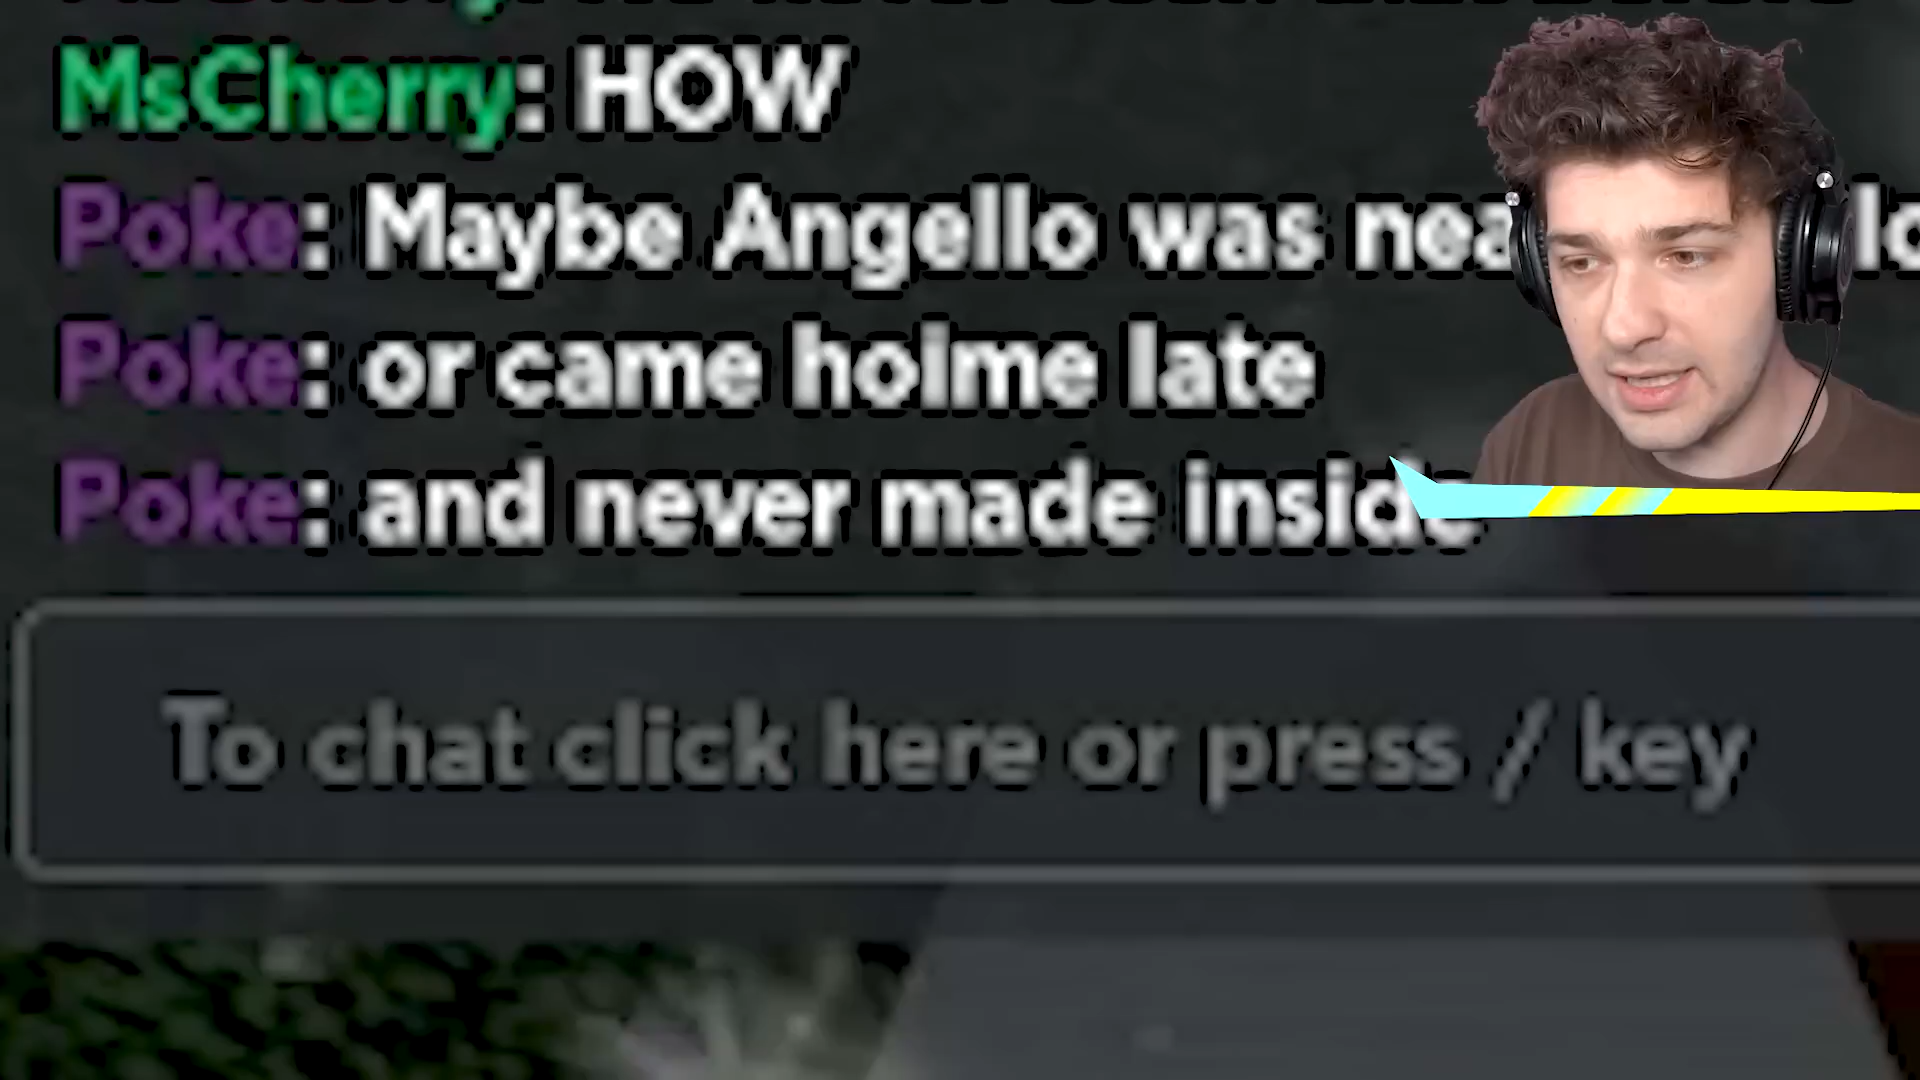 MsCherry: HOW
Poke: Maybe Angello was nea
Poke: or came hoime late
Poke: and never made inside
To chat click here or press / key